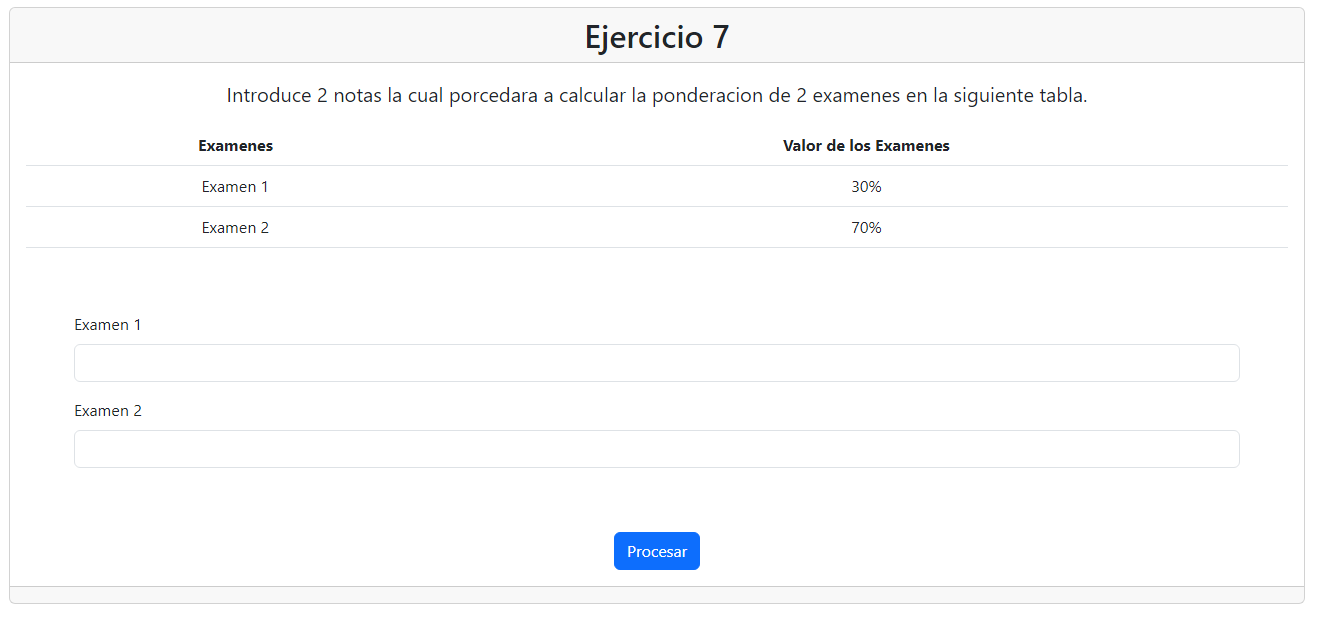 Ejercicio 7
Introduce 2 notas la cual porcedara a calcular la ponderacion de 2 examenes en la siguiente tabla.
Examenes Valor de los Examenes
Examen 1 30%
Examen 2 70%
Examen 1
Examen 2
Procesar